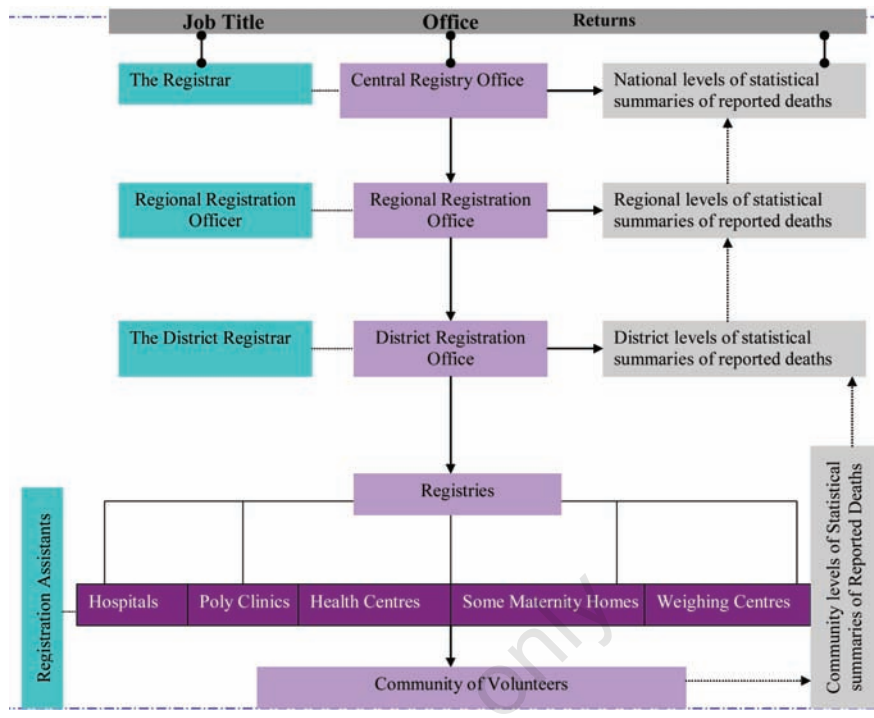 Job Title Office Returns
The Registrar
Central Registry Office
National levels of statistical
summaries of reported deaths
Regional Registration
Officer
Regional Registration
Office
Regional levels of statistical
summaries of reported deaths
The District Registrar
District Registration
Office
District levels of statistical
summaries of reported deaths
Registries
Registration Assistants
Hospitals
Poly Clinics
Health Centres
Some Maternity Homes
Weighing Centres
Community of Volunteers
Community levels of Statistical
summaries of Reported Deaths
only